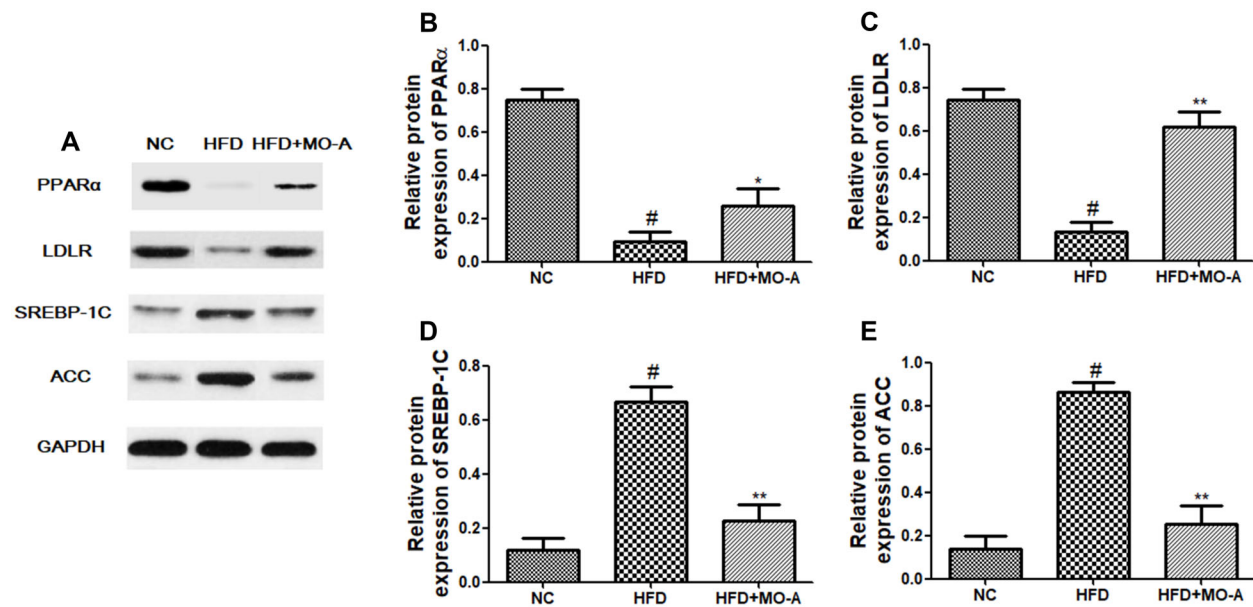 A
NC HFD HFD+MO-A
PPARα
LDLR
SREBP-1C
ACC
GAPDH
B
Relative protein
expression of PPARα
1.0
0.8
0.6
0.4
0.2
0.0
#
*
NC HFD HFD+MO-A
C
Relative protein
expression of LDLR
1.0
0.8
0.6
0.4
0.2
0.0
#
**
NC HFD HFD+MO-A
D
Relative protein
expression of SREBP-1C
0.8
0.6
0.4
0.2
0.0
#
**
NC HFD HFD+MO-A
E
Relative protein
expression of ACC
1.0
0.8
0.6
0.4
0.2
0.0
#
**
NC HFD HFD+MO-A